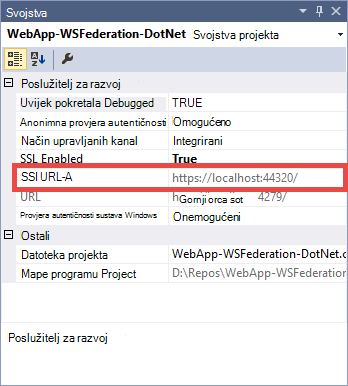 Svojstva
WebApp-WSFederation-DotNet Svojstva projekta
Poslužitelj za razvoj
Uvijek pokretala Debugged TRUE
Anonimna provjera autentičnosti Omogućeno
Način upravljanih kanal Integrirani
SSL Enabled True
SSI URL-A https://localhost:44320/
URL h Gornji orca sot 4279/
Provjera autentičnosti sustava Windows Onemogućeni
Ostali
Datoteka projekta WebApp-WSFederation-DotNet.c
Mape programu Project D:\Repos\WebApp-WSFederation
Poslužitelj za razvoj